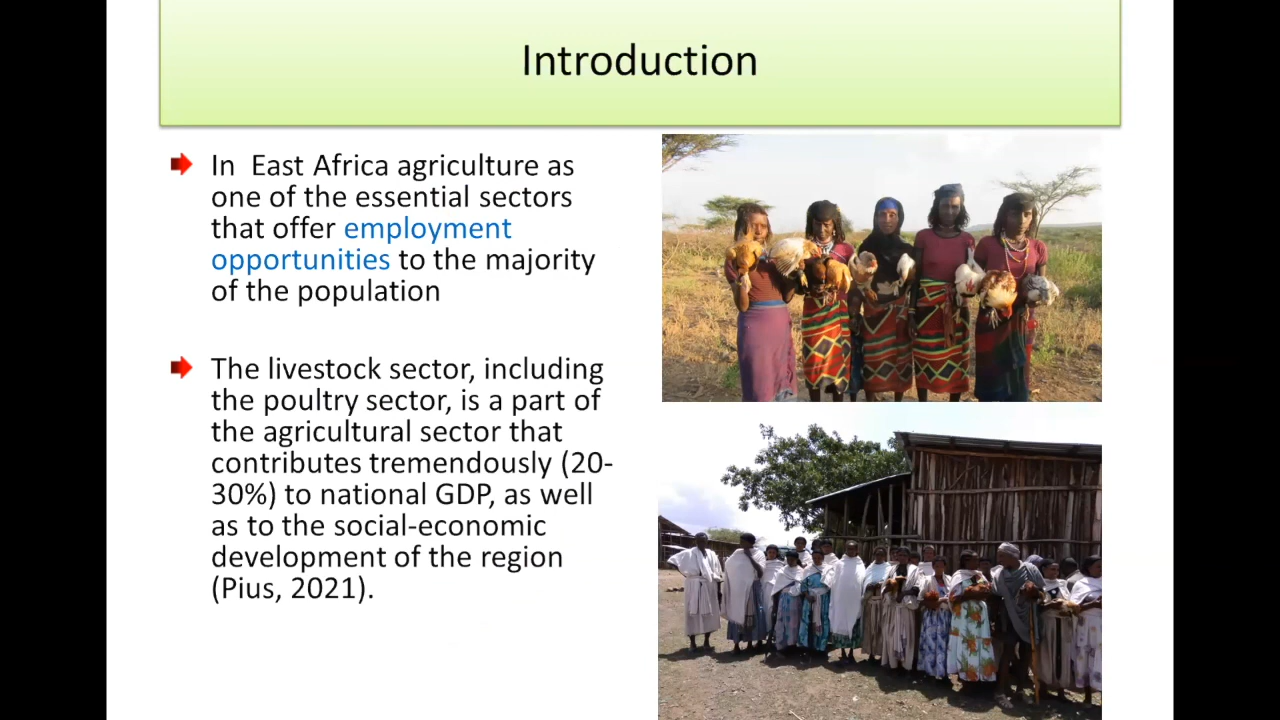 Introduction
In  East Africa agriculture as
one of the essential sectors
that offer employment
opportunities to the majority
of the population
The livestock sector, including
the poultry sector, is a part of
the agricultural sector that
contributes tremendously (20-
30%) to national GDP, as well
as to the social-economic
development of the region
(Pius, 2021).